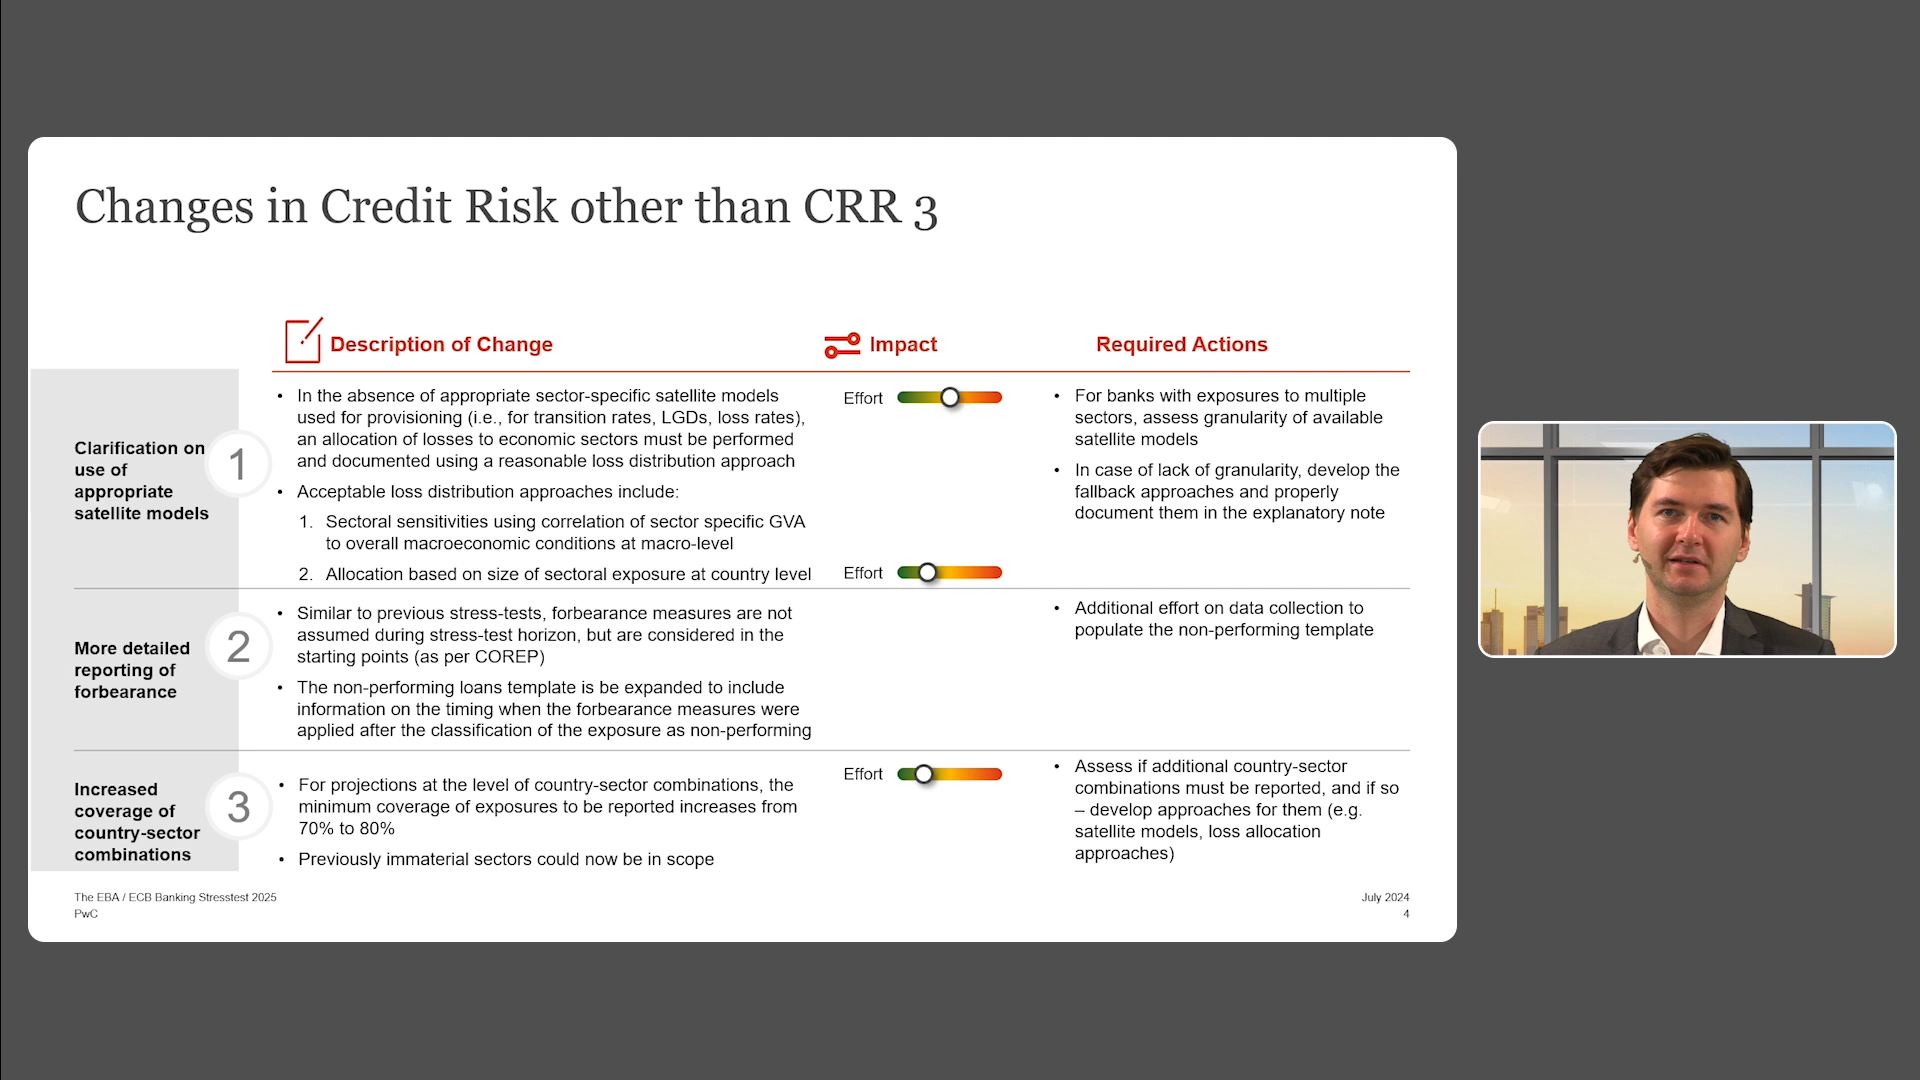 Changes in Credit Risk other than CRR 3
Description of Change
Impact
Required Actions
Clarification on
use of
appropriate
satellite models
1
• In the absence of appropriate sector-specific satellite models
used for provisioning (i.e., for transition rates, LGDs, loss rates),
an allocation of losses to economic sectors must be performed
and documented using a reasonable loss distribution approach
• Acceptable loss distribution approaches include:
1. Sectoral sensitivities using correlation of sector specific GVA
to overall macroeconomic conditions at macro-level
2. Allocation based on size of sectoral exposure at country level
Effort
• For banks with exposures to multiple
sectors, assess granularity of available
satellite models
• In case of lack of granularity, develop the
fallback approaches and properly
document them in the explanatory note
Effort
More detailed
reporting of
forbearance
2
• Similar to previous stress-tests, forbearance measures are not
assumed during stress-test horizon, but are considered in the
starting points (as per COREP)
• The non-performing loans template is be expanded to include
information on the timing when the forbearance measures were
applied after the classification of the exposure as non-performing
• Additional effort on data collection to
populate the non-performing template
Increased
coverage of
country-sector
combinations
3
• For projections at the level of country-sector combinations, the
minimum coverage of exposures to be reported increases from
70% to 80%
• Previously immaterial sectors could now be in scope
Effort
• Assess if additional country-sector
combinations must be reported, and if so
– develop approaches for them (e.g.
satellite models, loss allocation
approaches)
The EBA / ECB Banking Stresstest 2025
PwC
July 2024
4